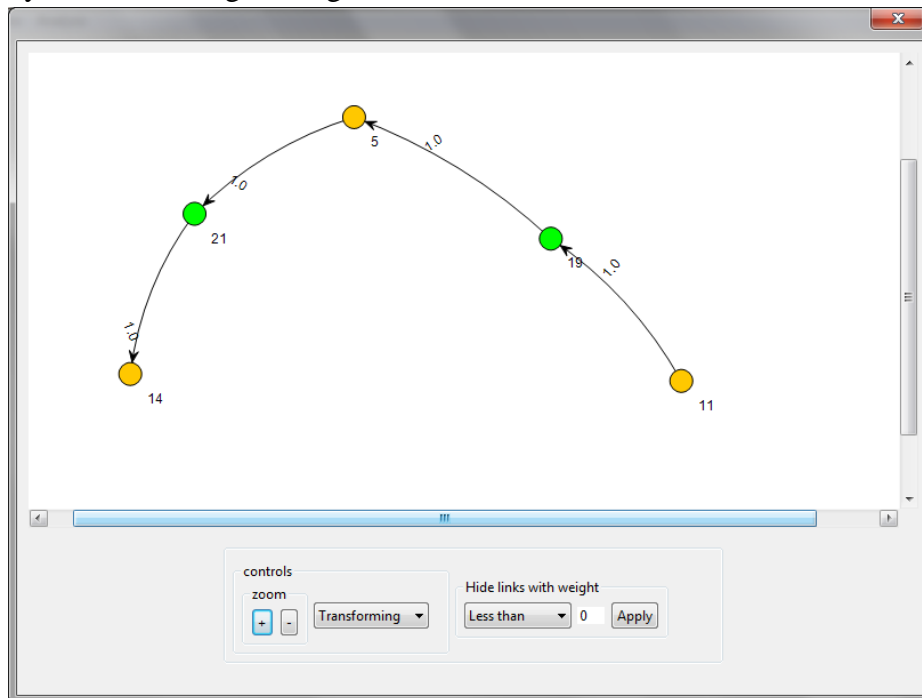 5
1.0
1.0
21
19
1.0
1.0
14
11
controls
zoom
+ -
Transforming
Hide links with weight
Less than 0 Apply